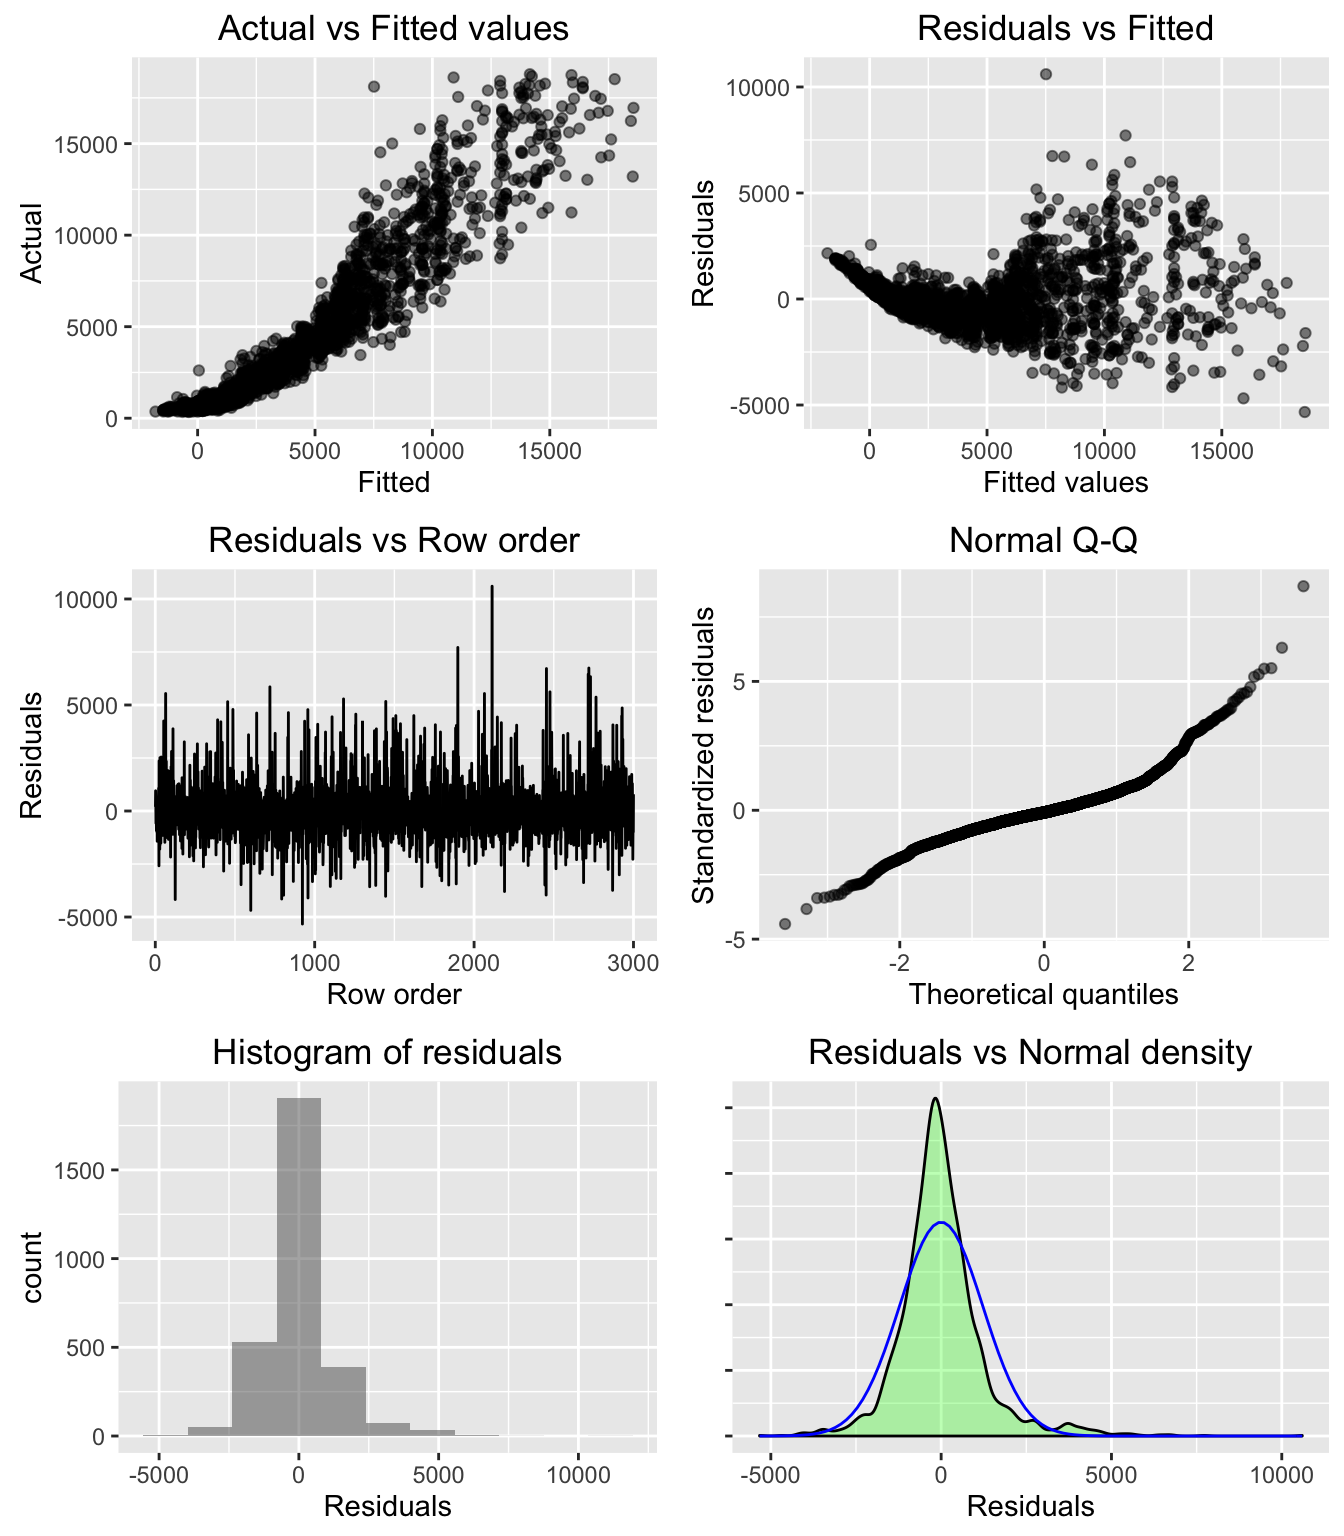 Actual vs Fitted values
15000
10000
5000
0
Actual
0 5000 10000 15000
Fitted
Residuals vs Fitted
10000
5000
0
-5000
Residuals
0 5000 10000 15000
Fitted values
Residuals vs Row order
10000
5000
0
-5000
Residuals
0 1000 2000 3000
Row order
Normal Q-Q
5
0
-5
Standardized residuals
-2 0 2
Theoretical quantiles
Histogram of residuals
1500
1000
500
0
count
-5000 0 5000 10000
Residuals
Residuals vs Normal density
-5000 0 5000 10000
Residuals